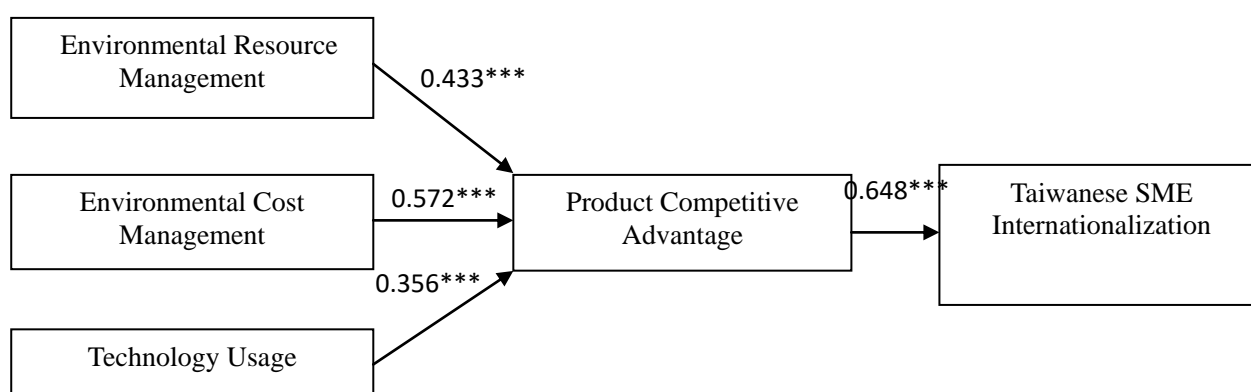 Environmental Resource
Management
0.433***
Environmental Cost
Management
0.572***
Technology Usage
0.356***
Product Competitive
Advantage
0.648***
Taiwanese SME
Internationalization